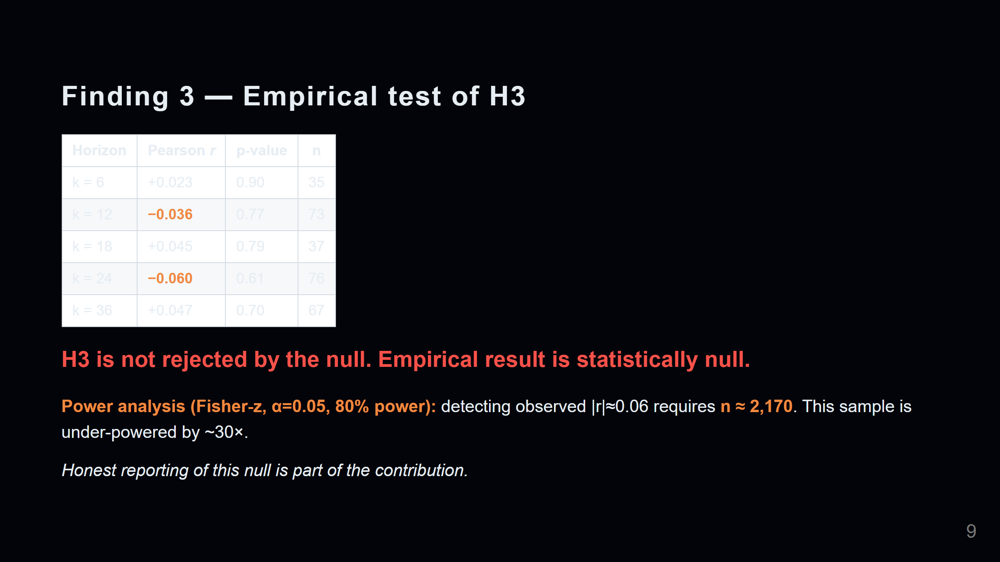 Finding 3 — Empirical test of H3
Horizon Pearson r p-value n
k = 6 +0.023 0.90 35
k = 12 −0.036 0.77 73
k = 18 +0.045 0.79 37
k = 24 −0.060 0.61 76
k = 36 +0.047 0.70 67
H3 is not rejected by the null. Empirical result is statistically null.
Power analysis (Fisher-z, α=0.05, 80% power): detecting observed |r|≈0.06 requires n ≈ 2,170. This sample is
under-powered by ~30×.
Honest reporting of this null is part of the contribution.
9